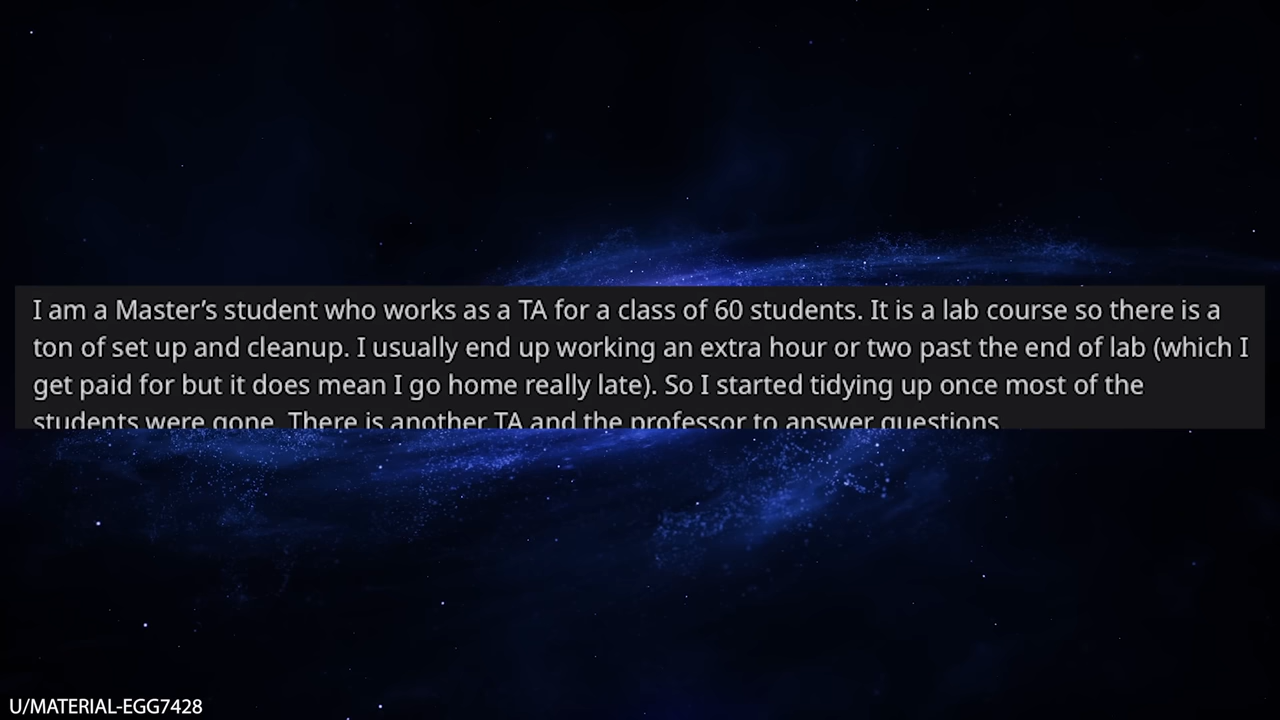 I am a Master’s student who works as a TA for a class of 60 students. It is a lab course so there is a
ton of set up and cleanup. I usually end up working an extra hour or two past the end of lab (which I
get paid for but it does mean I go home really late). So I started tidying up once most of the
students were gone. There is another TA and the professor to answer questions
U/MATERIAL-EGG7428